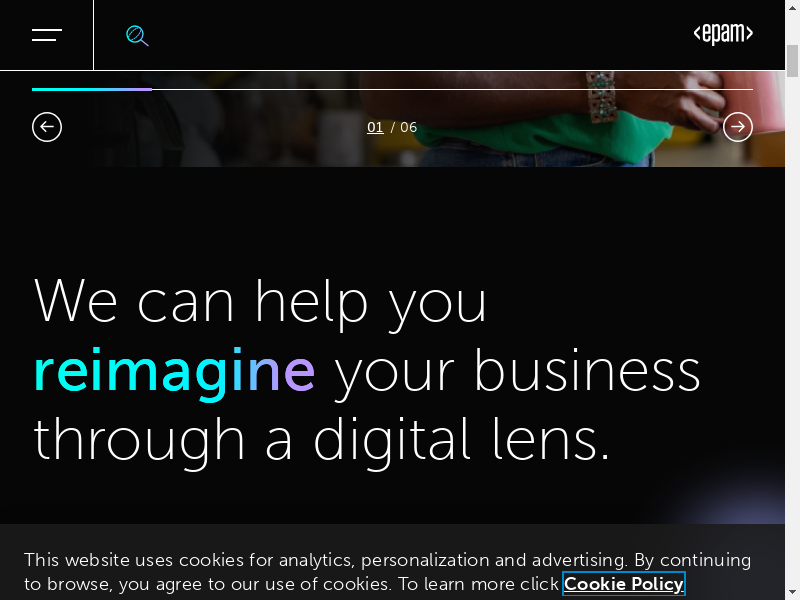 <epam>
01 / 06
We can help you
reimagine your business
through a digital lens.
This website uses cookies for analytics, personalization and advertising. By continuing
to browse, you agree to our use of cookies. To learn more click Cookie Policy